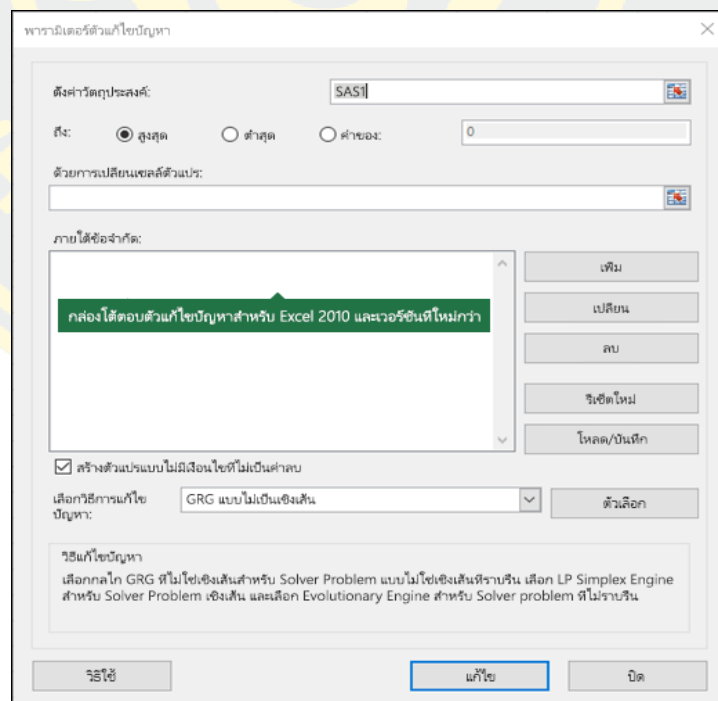 พารามิเตอร์ตัวแก้ไขปัญหา
ตั้งค่าวัตถุประสงค์:
SAS1
ถึง:
สูงสุด
ต่ำสุด
ค่าของ:
0
ด้วยการเปลี่ยนเซลล์ตัวแปร:
ภายใต้ข้อจำกัด:
เพิ่ม
กล่องโต้ตอบตัวแก้ไขปัญหาสำหรับ Excel 2010 และเวอร์ชันที่ใหม่กว่า
เปลี่ยน
ลบ
รีเซ็ตใหม่
โหลด/บันทึก
สร้างตัวแปรแบบไม่มีเงื่อนไขที่ไม่เป็นค่าลบ
เลือกวิธีการแก้ไข
ปัญหา:
GRG แบบไม่เป็นเชิงเส้น
ตัวเลือก
วิธีแก้ไขปัญหา
เลือกกลไก GRG ที่ไม่ใช่เชิงเส้นสำหรับ Solver Problem แบบไม่ใช่เชิงเส้นที่ราบรื่น เลือก LP Simplex Engine
สำหรับ Solver Problem เชิงเส้น และเลือก Evolutionary Engine สำหรับ Solver problem ที่ไม่ราบรื่น
วิธีใช้
แก้ไข
ปิด